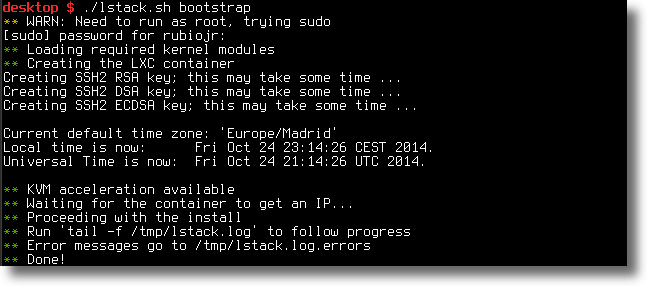 desktop $ ./lstack.sh bootstrap
** WARN: Need to run as root, trying sudo
[sudo] password for rubiojr:
** Loading required kernel modules
** Creating the LXC container
Creating SSH2 RSA key; this may take some time ...
Creating SSH2 DSA key; this may take some time ...
Creating SSH2 ECDSA key; this may take some time ...
Current default time zone: 'Europe/Madrid'
Local time is now:      Fri Oct 24 23:14:26 CEST 2014.
Universal Time is now:  Fri Oct 24 21:14:26 UTC 2014.
** KVM acceleration available
** Waiting for the container to get an IP...
** Proceeding with the install
** Run 'tail -f /tmp/lstack.log' to follow progress
** Error messages go to /tmp/lstack.log.errors
** Done!